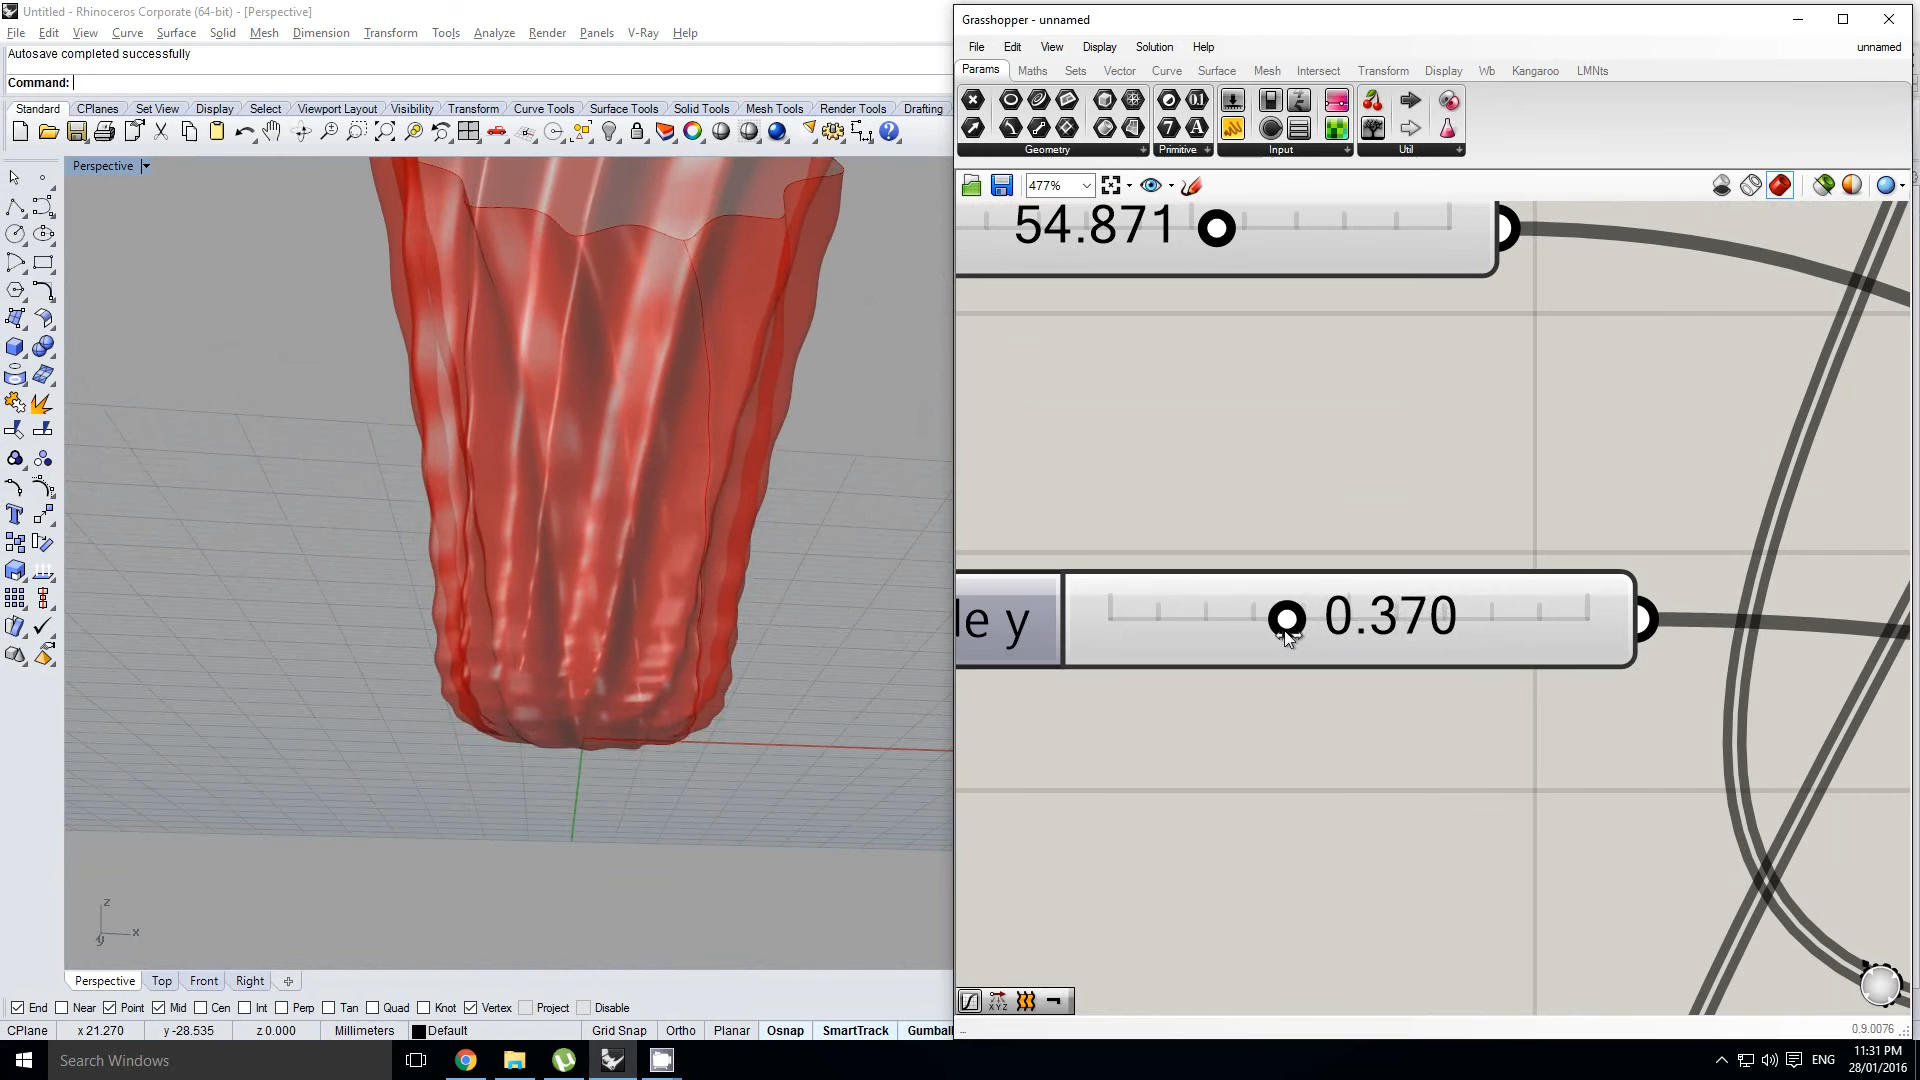 Untitled - Rhinoceros Corporate (64-bit) - [Perspective]
File Edit View Curve Surface Solid Mesh Dimension Transform Tools Analyze Render Panels V-Ray Help
Autosave completed successfully
Command:
Standard CPlanes Set View Display Select Viewport Layout Visibility Transform Curve Tools Surface Tools Solid Tools Mesh Tools Render Tools Drafting
Perspective
z
x
y
Perspective Top Front Right
End Near Point Mid Cen Int Perp Tan Quad Knot Vertex Project Disable
CPlane x 21.270 y -28.535 z 0.000 Millimeters Default Grid Snap Ortho Planar Osnap SmartTrack Gumball
Grasshopper - unnamed
File Edit View Display Solution Help unnamed
Params Maths Sets Vector Curve Surface Mesh Intersect Transform Display Wb Kangaroo LMNts
Geometry Primitive Input Util
477%
54.871
le y 0.370
0.9.0076
Search Windows
ENG
11:31 PM
28/01/2016